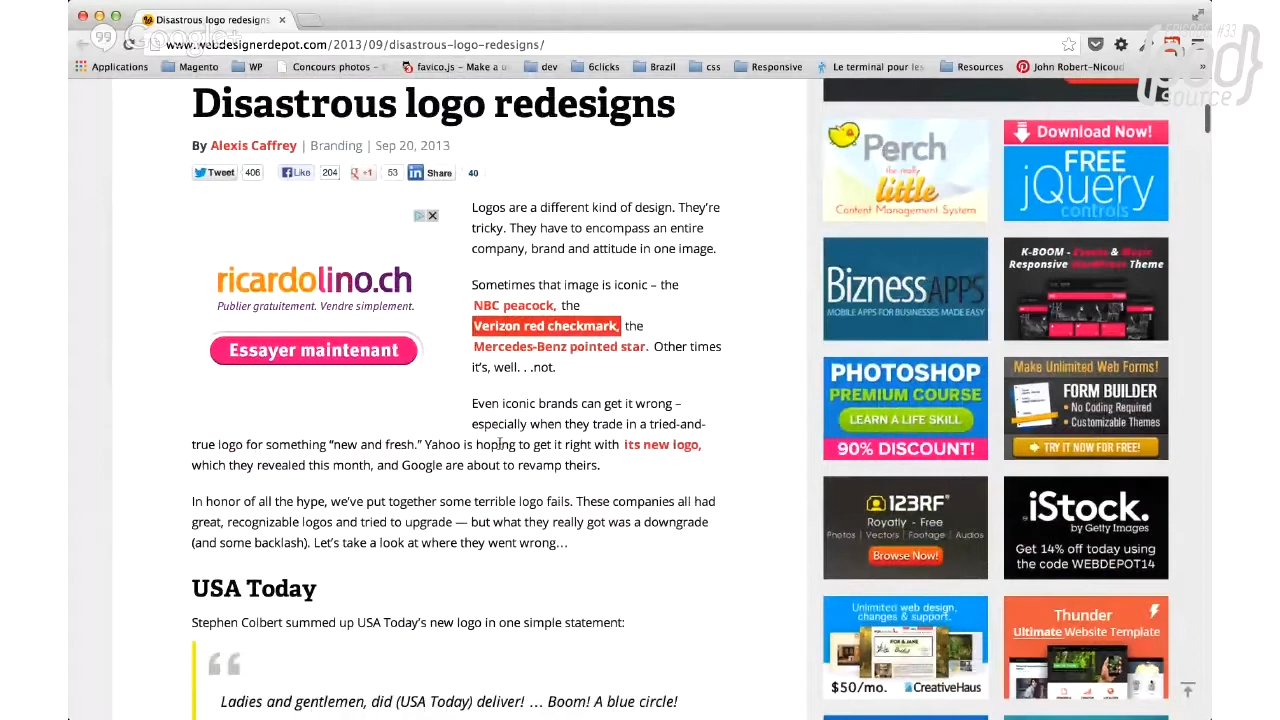 Disastrous logo redesigns
Google+
EPISODE #33
www.webdesignerdepot.com/2013/09/disastrous-logo-redesigns/
source
Applications
Magento
WP
Concours photos –
favico.js – Make a
dev
6clicks
Brazil
css
Responsive
Le terminal pour les
Resources
John Robert-Nicoud
»
Disastrous logo redesigns
By Alexis Caffrey | Branding | Sep 20, 2013
Tweet 406 Like 204 +1 53 in Share 40
ricardolino.ch
Publier gratuitement. Vendre simplement.
Essayer maintenant
Logos are a different kind of design. They’re
tricky. They have to encompass an entire
company, brand and attitude in one image.
Sometimes that image is iconic – the
NBC peacock, the
Verizon red checkmark, the
Mercedes-Benz pointed star. Other times
it’s, well. . .not.
Even iconic brands can get it wrong –
especially when they trade in a tried-and-
true logo for something “new and fresh.” Yahoo is hoping to get it right with its new logo,
which they revealed this month, and Google are about to revamp theirs.
In honor of all the hype, we’ve put together some terrible logo fails. These companies all had
great, recognizable logos and tried to upgrade — but what they really got was a downgrade
(and some backlash). Let’s take a look at where they went wrong…
USA Today
Stephen Colbert summed up USA Today’s new logo in one simple statement:
“
Ladies and gentlemen, did (USA Today) deliver! … Boom! A blue circle!
Perch
the really
little
Content Management System
Download Now!
FREE
jQuery
controls
BIZNESSAPPS
MOBILE APPS FOR BUSINESSES MADE EASY
K-BOOM - Events & Music
Responsive WordPress Theme
PHOTOSHOP
PREMIUM COURSE
LEARN A LIFE SKILL
90% DISCOUNT!
Make Unlimited Web Forms!
FORM BUILDER
• No Coding Required
• Customizable Themes
TRY IT NOW FOR FREE!
123RF
Royalty - Free
Photos | Vectors | Footage | Audios
Browse Now!
iStock.
by Getty Images
Get 14% off today using
the code WEBDEPOT14
Unlimited web design,
changes & support.
$50/mo. CreativeHaus
Thunder
Ultimate Website Template